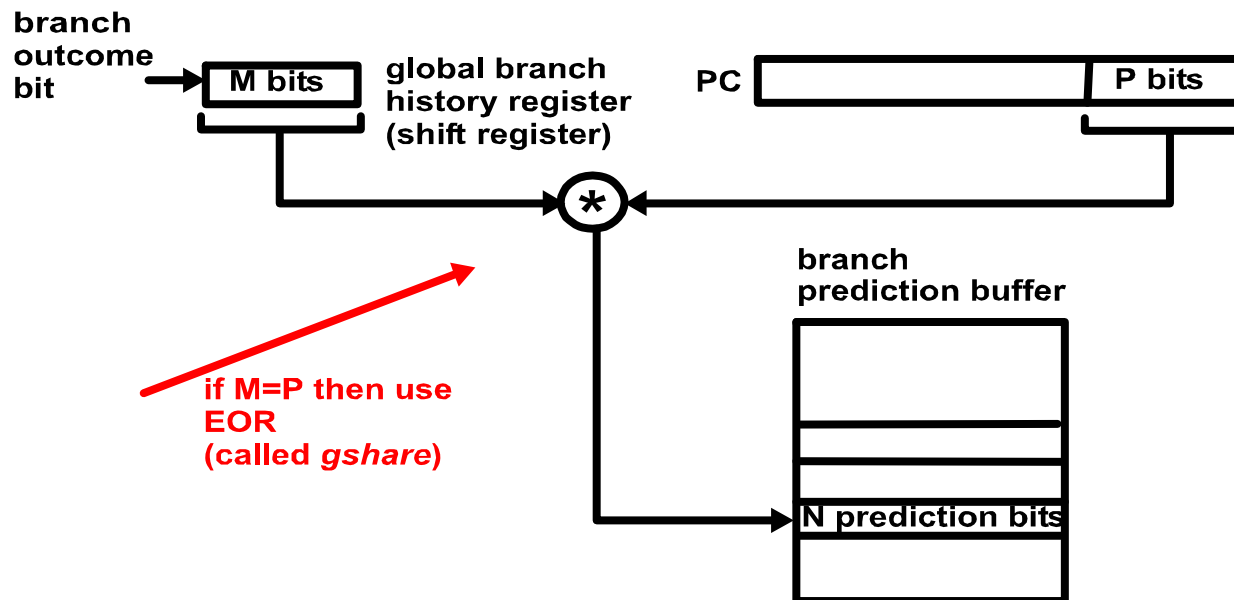 branch
outcome
bit
M bits
global branch
history register
(shift register)
PC
P bits
*
branch
prediction buffer
if M=P then use
EOR
(called gshare)
N prediction bits